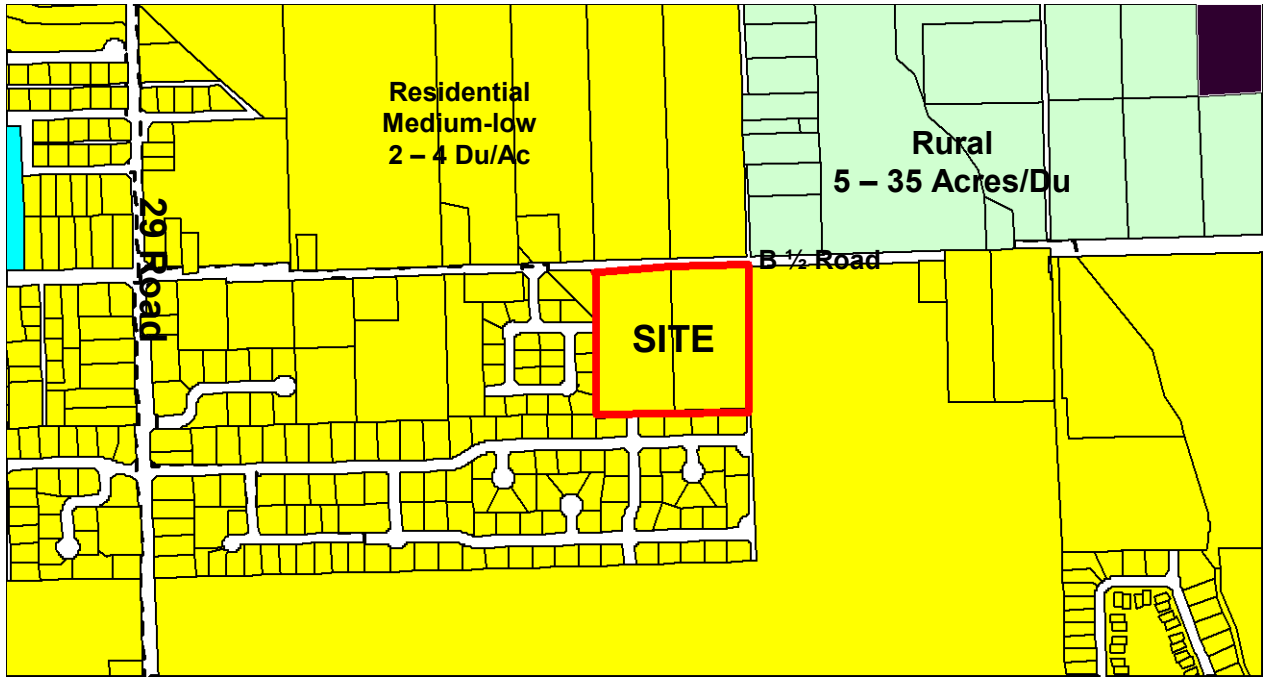 Residential
Medium-low
2 – 4 Du/Ac
Rural
5 – 35 Acres/Du
29 Road
B ½ Road
SITE